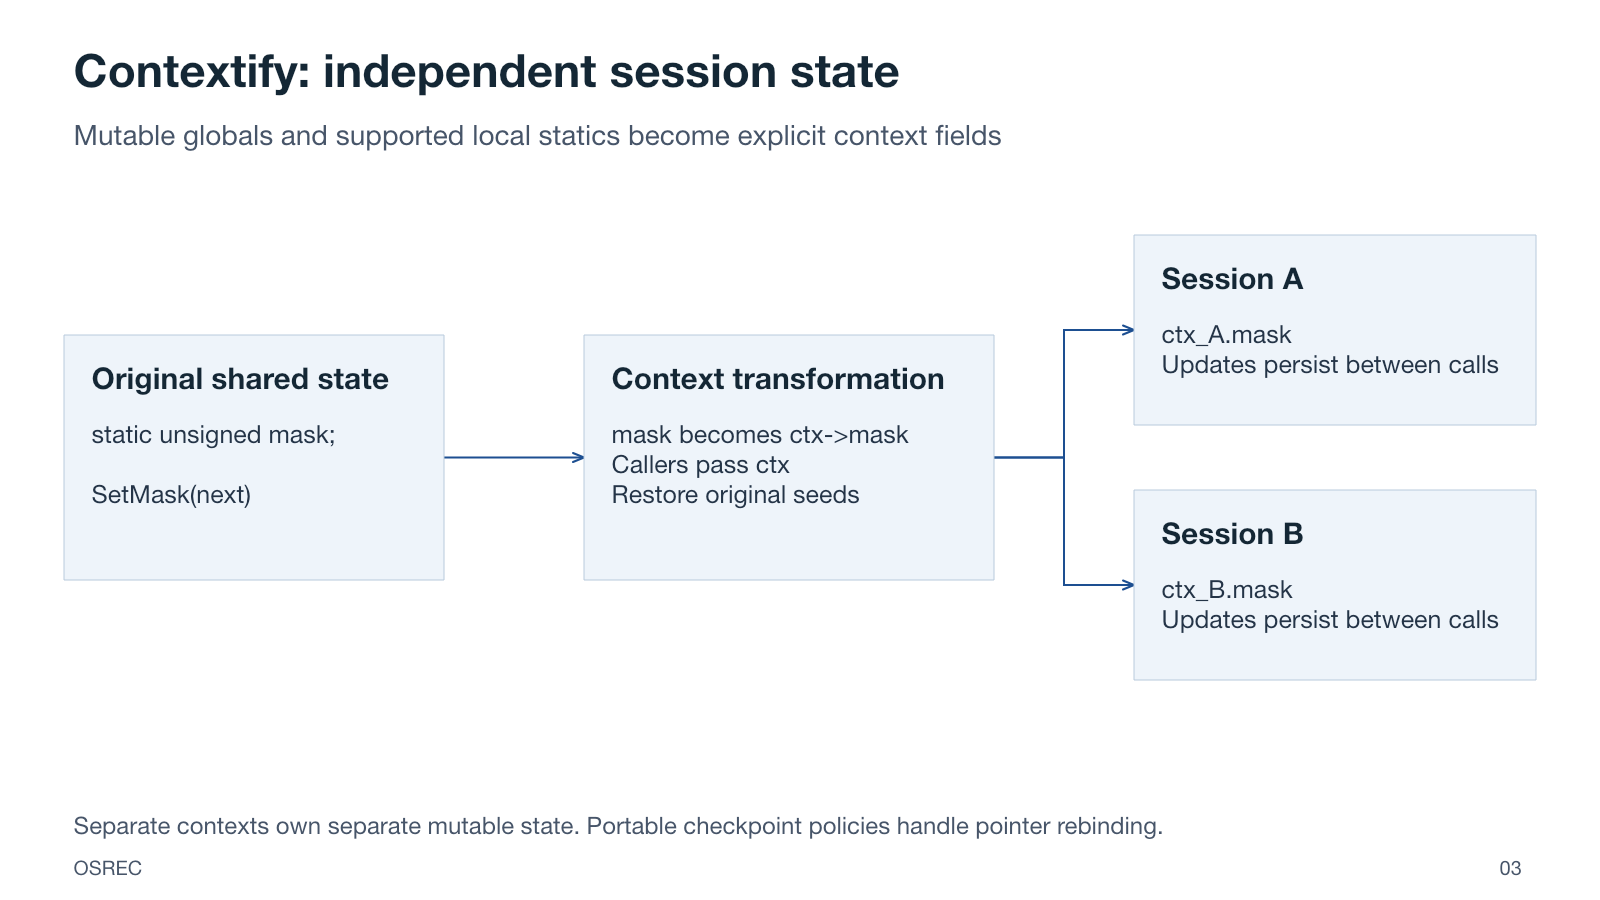 Contextify: independent session state
Mutable globals and supported local statics become explicit context fields
Original shared state
static unsigned mask;
SetMask(next)
Context transformation
mask becomes ctx->mask
Callers pass ctx
Restore original seeds
Session A
ctx_A.mask
Updates persist between calls
Session B
ctx_B.mask
Updates persist between calls
Separate contexts own separate mutable state. Portable checkpoint policies handle pointer rebinding.
OSREC
03